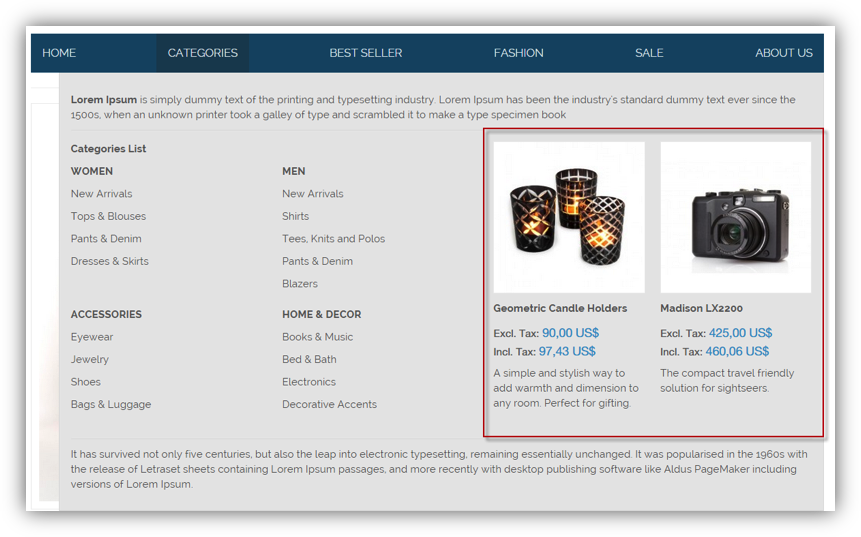 HOME CATEGORIES BEST SELLER FASHION SALE ABOUT US
Lorem Ipsum is simply dummy text of the printing and typesetting industry. Lorem Ipsum has been the industry's standard dummy text ever since the
1500s, when an unknown printer took a galley of type and scrambled it to make a type specimen book
Categories List
WOMEN
New Arrivals
Tops & Blouses
Pants & Denim
Dresses & Skirts
MEN
New Arrivals
Shirts
Tees, Knits and Polos
Pants & Denim
Blazers
ACCESSORIES
Eyewear
Jewelry
Shoes
Bags & Luggage
HOME & DECOR
Books & Music
Bed & Bath
Electronics
Decorative Accents
Geometric Candle Holders
Excl. Tax: 90,00 US$
Incl. Tax: 97,43 US$
A simple and stylish way to
add warmth and dimension to
any room. Perfect for gifting.
Madison LX2200
Excl. Tax: 425,00 US$
Incl. Tax: 460,06 US$
The compact travel friendly
solution for sightseers.
It has survived not only five centuries, but also the leap into electronic typesetting, remaining essentially unchanged. It was popularised in the 1960s with
the release of Letraset sheets containing Lorem Ipsum passages, and more recently with desktop publishing software like Aldus PageMaker including
versions of Lorem Ipsum.